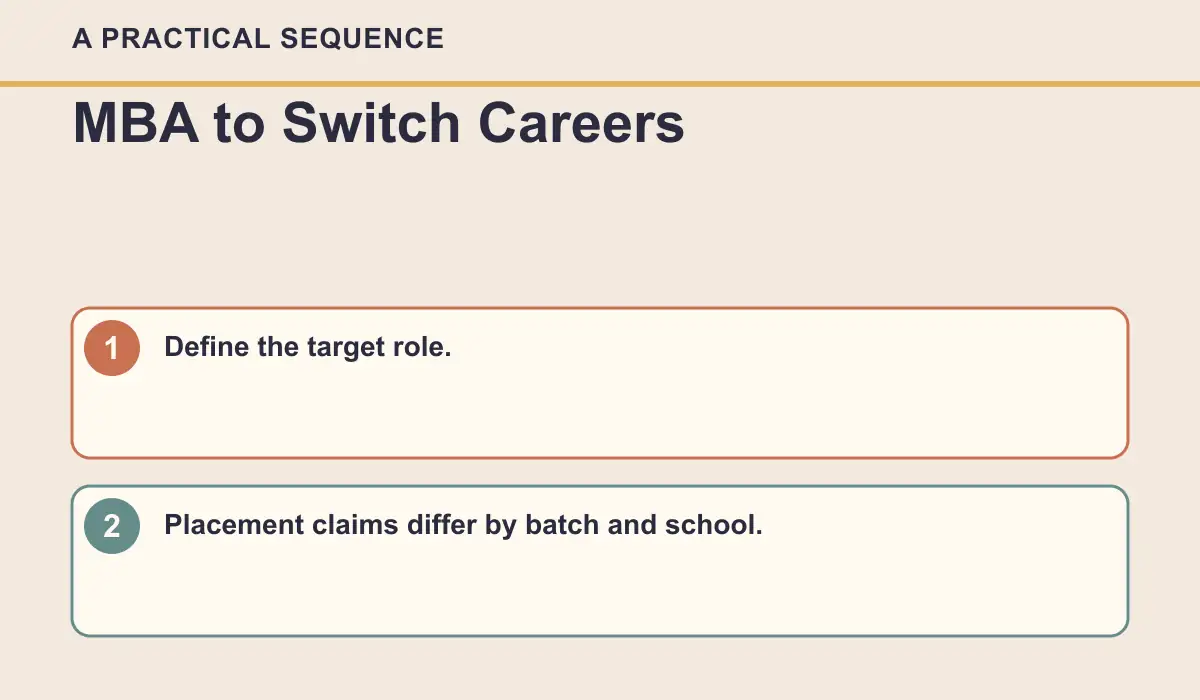 A PRACTICAL SEQUENCE
MBA to Switch Careers
1
Define the target role.
2
Placement claims differ by batch and school.